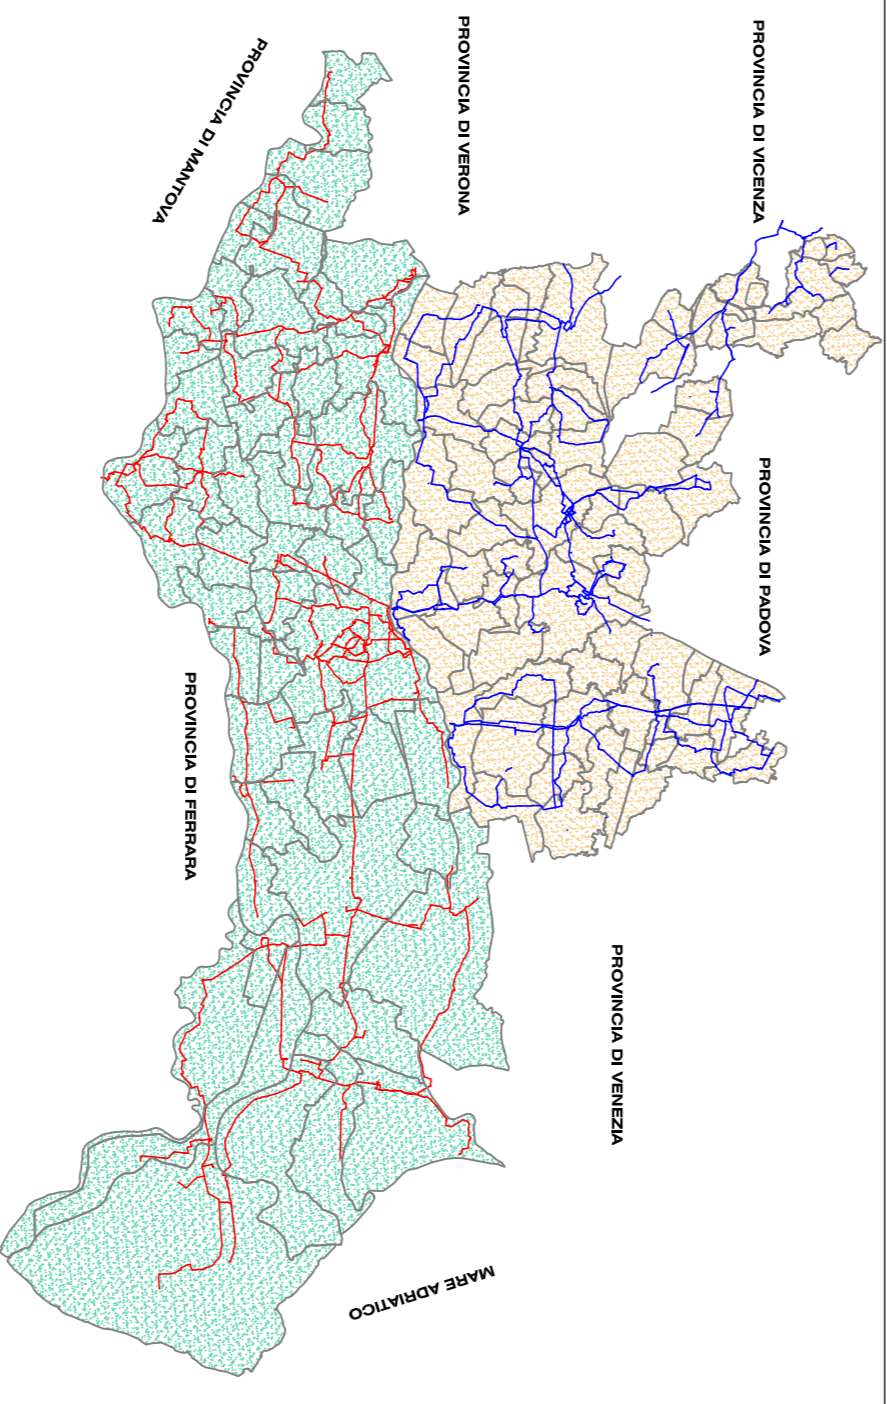 PROVINCIA DI VICENZA
PROVINCIA DI VERONA
PROVINCIA DI MANTOVA
PROVINCIA DI PADOVA
PROVINCIA DI FERRARA
PROVINCIA DI VENEZIA
MARE ADRIATICO